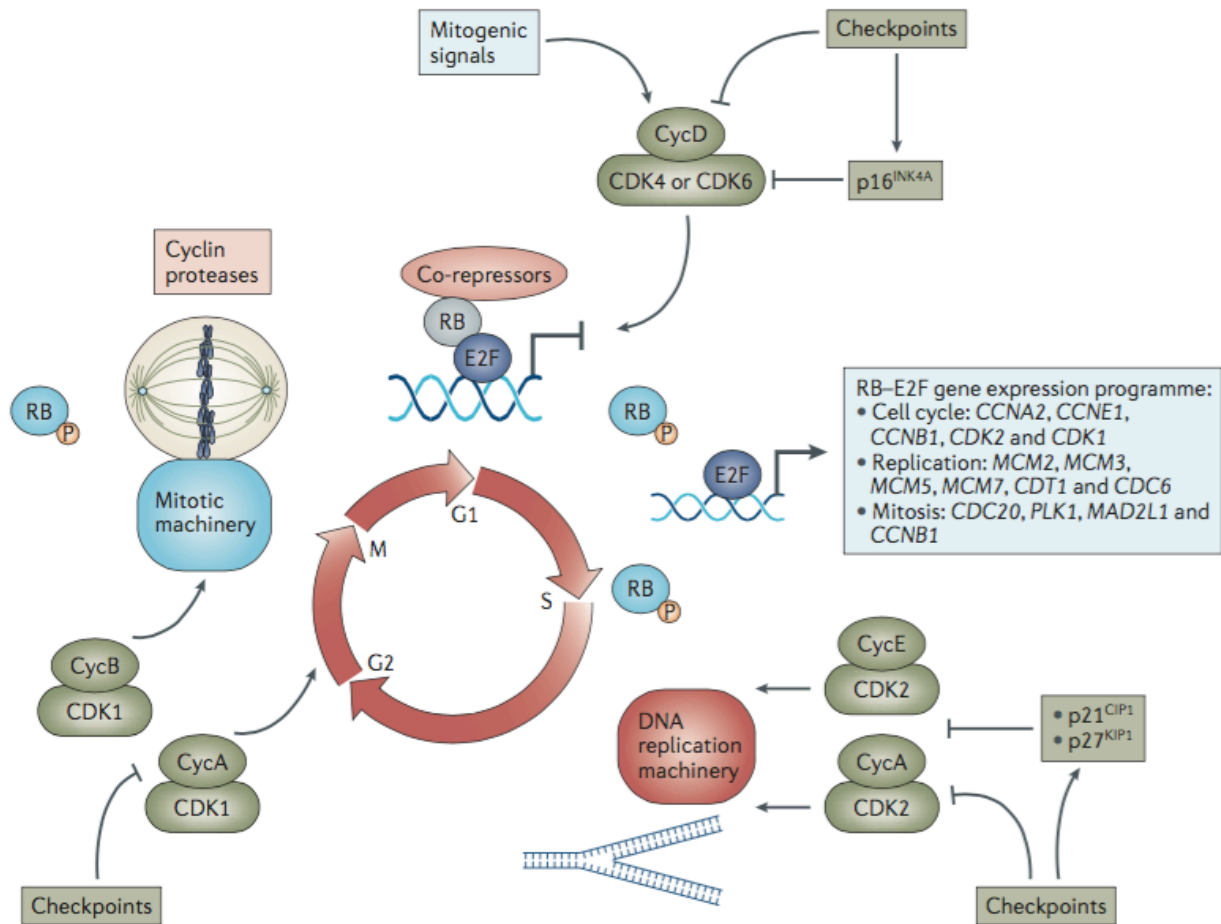 Mitogenic
signals
Checkpoints
CycD
CDK4 or CDK6
p16INK4A
Cyclin
proteases
Co-repressors
RB
E2F
RB
P
RB
P
Mitotic
machinery
E2F
RB–E2F gene expression programme:
• Cell cycle: CCNA2, CCNE1,
CCNB1, CDK2 and CDK1
• Replication: MCM2, MCM3,
MCM5, MCM7, CDT1 and CDC6
• Mitosis: CDC20, PLK1, MAD2L1 and
CCNB1
G1
M
S
G2
RB
P
CycB
CDK1
CycA
CDK1
DNA
replication
machinery
CycE
CDK2
CycA
CDK2
• p21CIP1
• p27KIP1
Checkpoints
Checkpoints